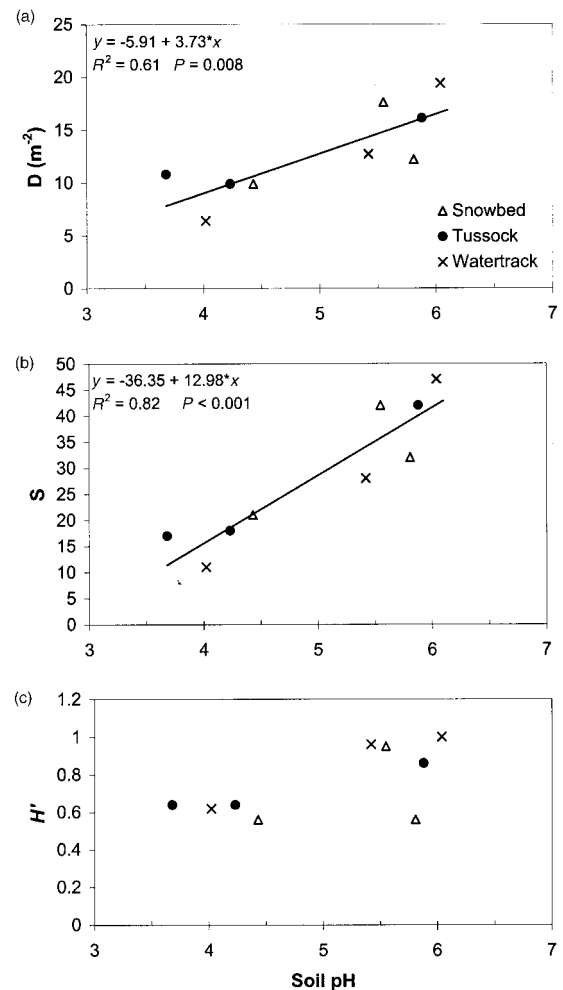 (a)
25
20
15
10
5
0
D (m-2)
y = -5.91 + 3.73*x
R2 = 0.61 P = 0.008
Snowbed
Tussock
Watertrack
3 4 5 6 7
(b)
50
45
40
35
30
25
20
15
10
5
0
S
y = -36.35 + 12.98*x
R2 = 0.82 P < 0.001
3 4 5 6 7
(c)
1.2
1
0.8
0.6
0.4
0.2
0
H'
3 4 5 6 7
Soil pH